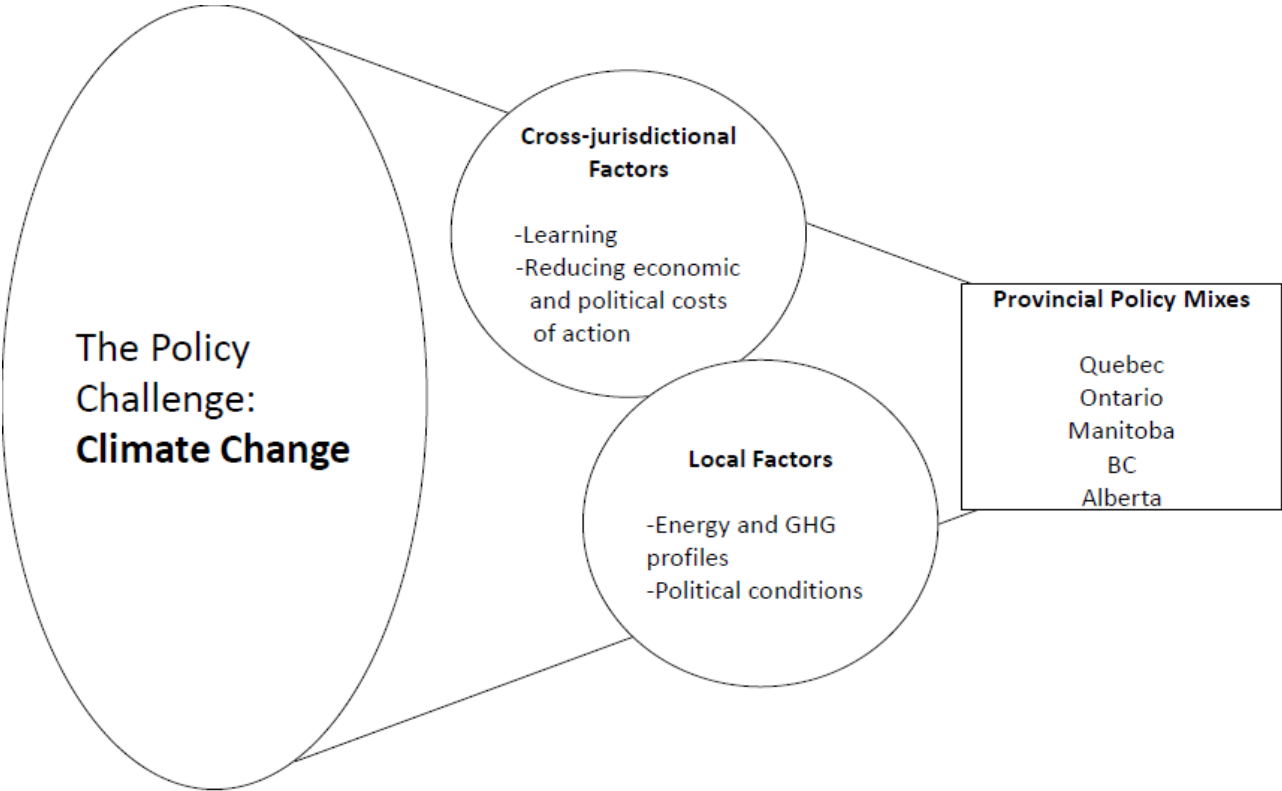 The Policy
Challenge:
Climate Change
Cross-jurisdictional
Factors
-Learning
-Reducing economic
and political costs
of action
Local Factors
-Energy and GHG
profiles
-Political conditions
Provincial Policy Mixes
Quebec
Ontario
Manitoba
BC
Alberta